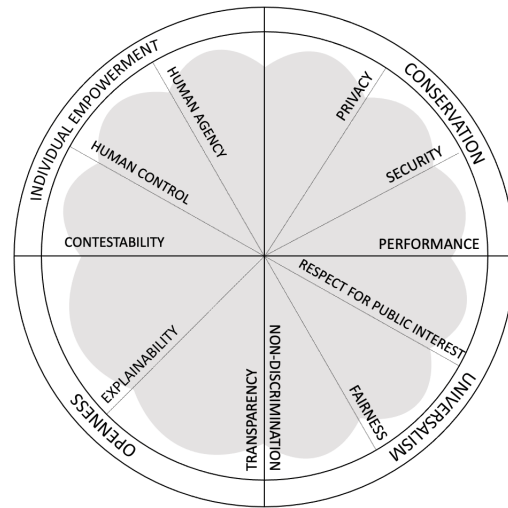 INDIVIDUAL EMPOWERMENT
CONSERVATION
HUMAN AGENCY
PRIVACY
HUMAN CONTROL
SECURITY
CONTESTABILITY
PERFORMANCE
RESPECT FOR PUBLIC INTEREST
EXPLAINABILITY
TRANSPARENCY
NON-DISCRIMINATION
FAIRNESS
OPENNESS
UNIVERSALISM